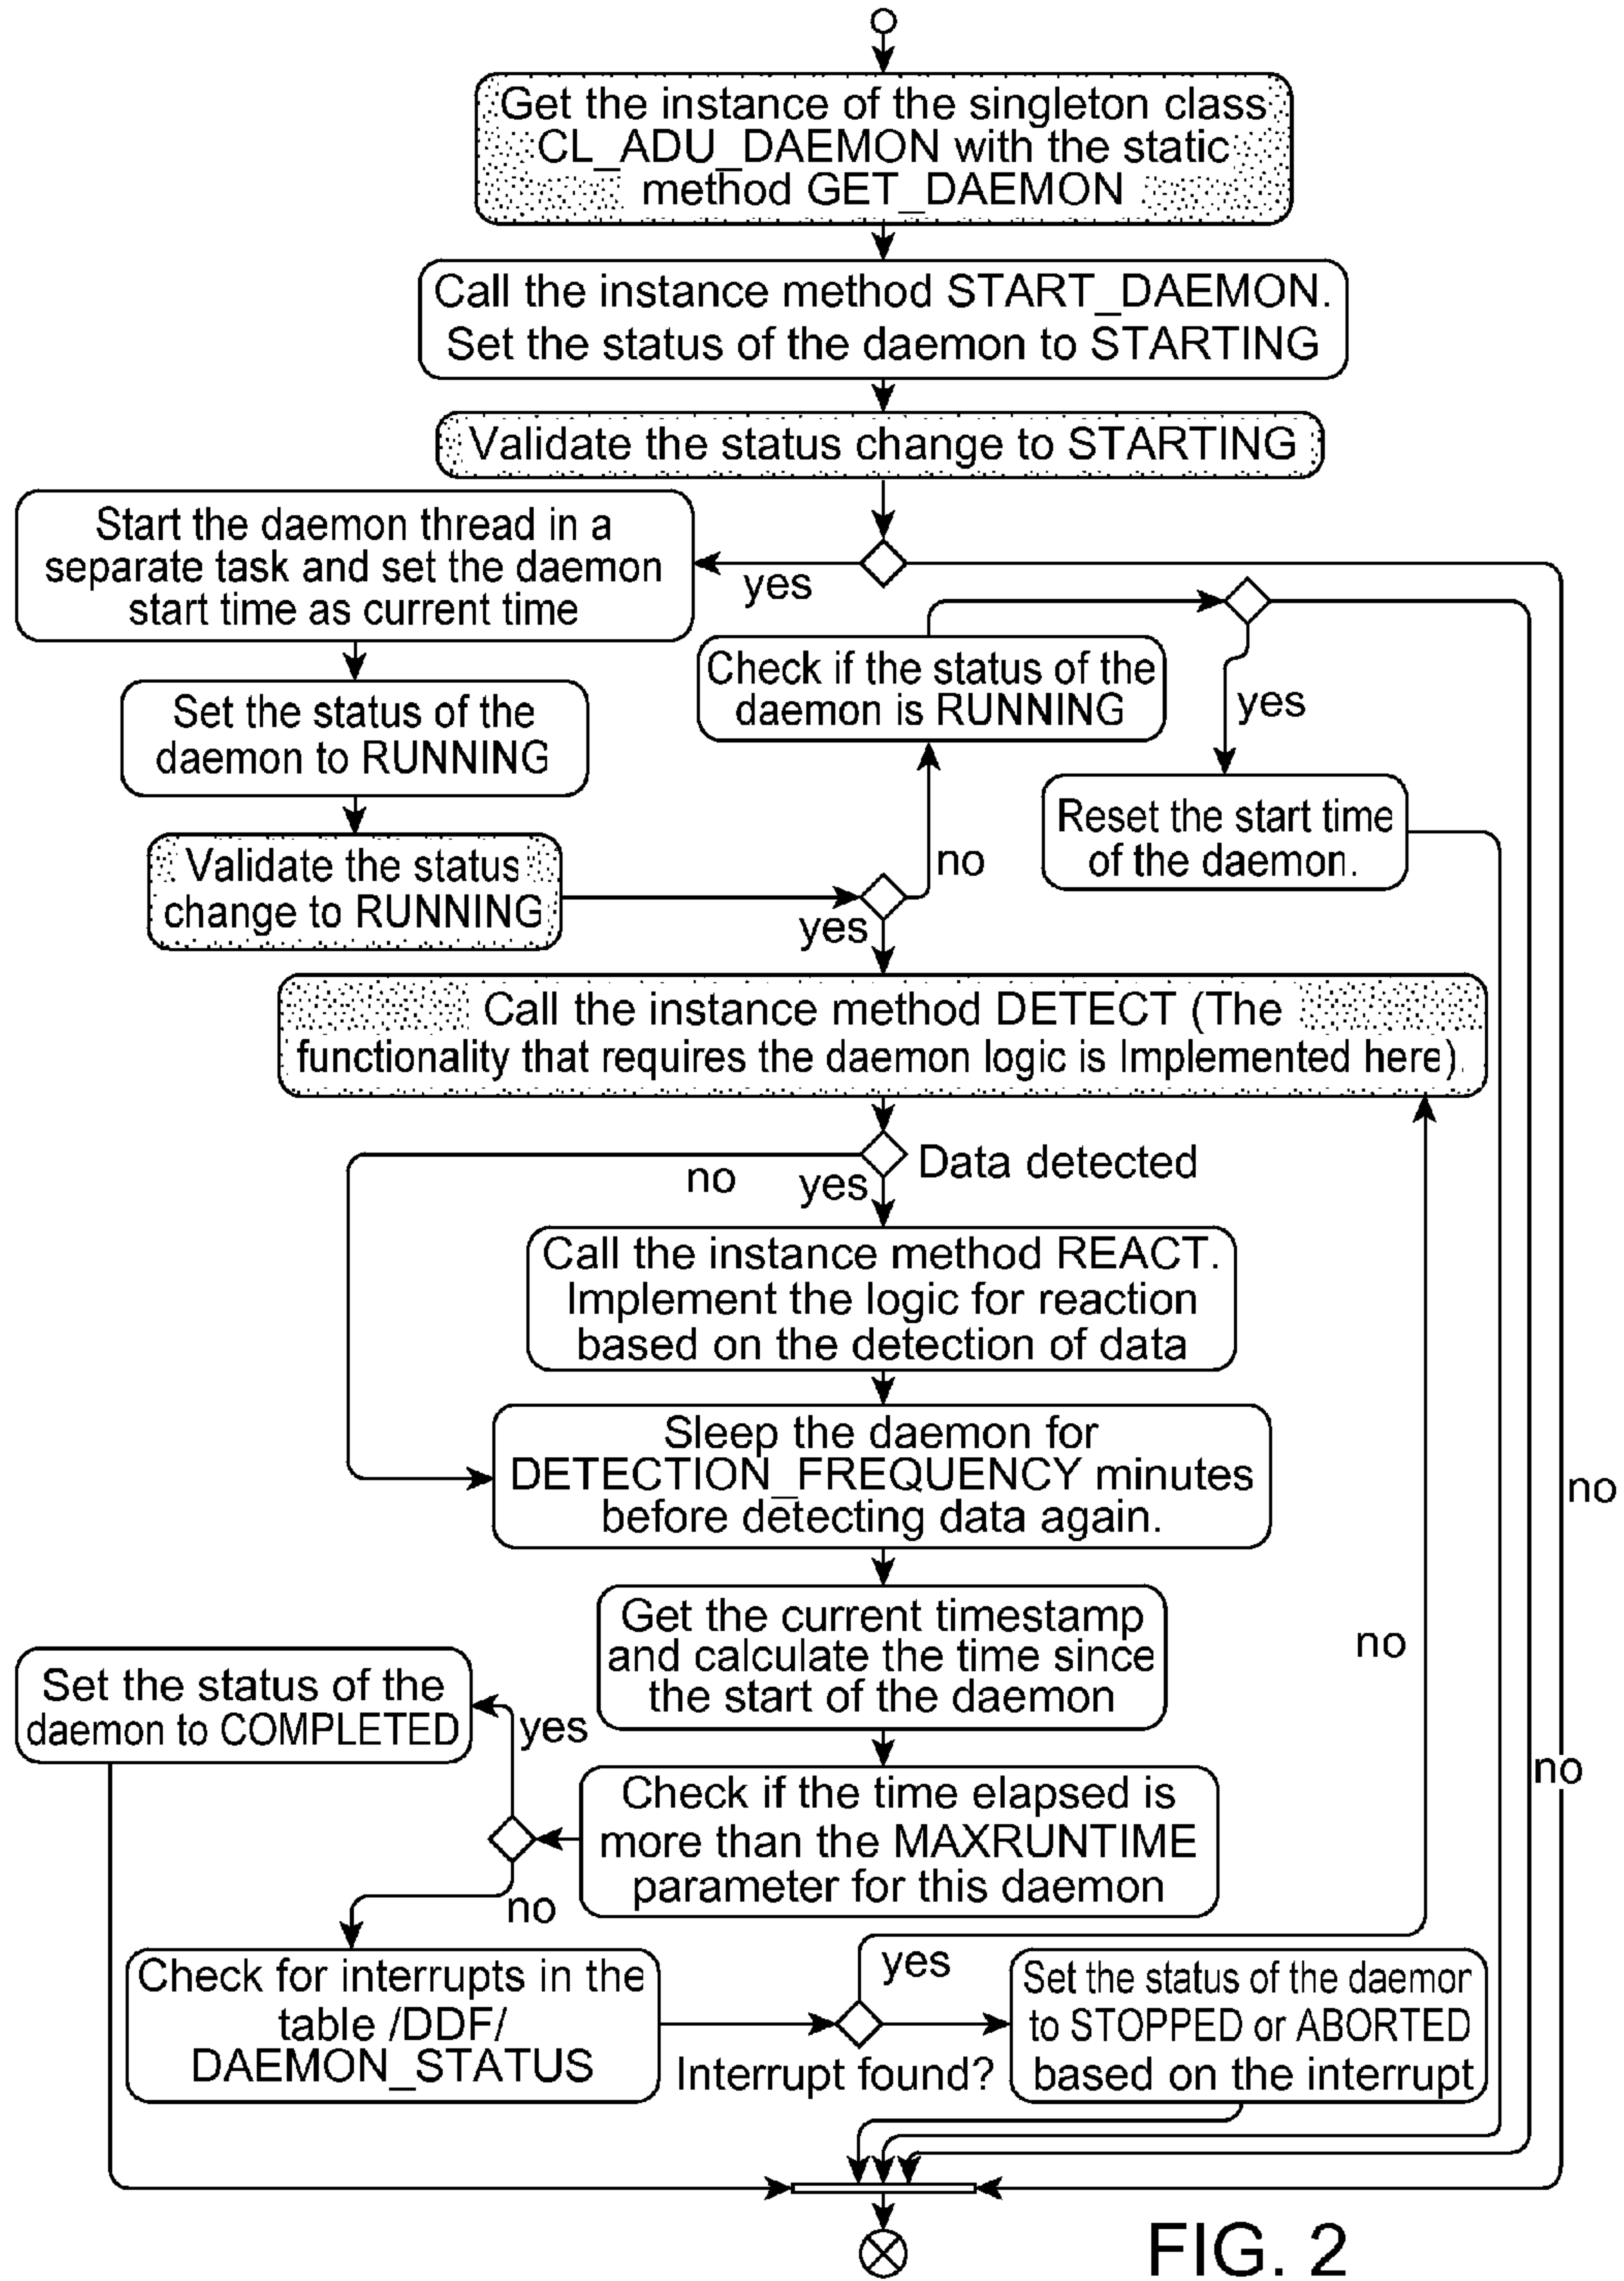 Get the instance of the singleton class
CL_ADU_DAEMON with the static
method GET_DAEMON
Call the instance method START_DAEMON.
Set the status of the daemon to STARTING
Validate the status change to STARTING
Start the daemon thread in a
separate task and set the daemon
start time as current time
yes
Check if the status of the
daemon is RUNNING
yes
Set the status of the
daemon to RUNNING
Reset the start time
of the daemon.
Validate the status
change to RUNNING
no
yes
Call the instance method DETECT (The
functionality that requires the daemon logic is Implemented here).
Data detected
no
yes
Call the instance method REACT.
Implement the logic for reaction
based on the detection of data
Sleep the daemon for
DETECTION_FREQUENCY minutes
before detecting data again.
no
Get the current timestamp
and calculate the time since
the start of the daemon
no
Set the status of the
daemon to COMPLETED
yes
no
Check if the time elapsed is
more than the MAXRUNTIME
parameter for this daemon
no
Check for interrupts in the
table /DDF/
DAEMON_STATUS
yes
Interrupt found?
Set the status of the daemor
to STOPPED or ABORTED
based on the interrupt
FIG. 2